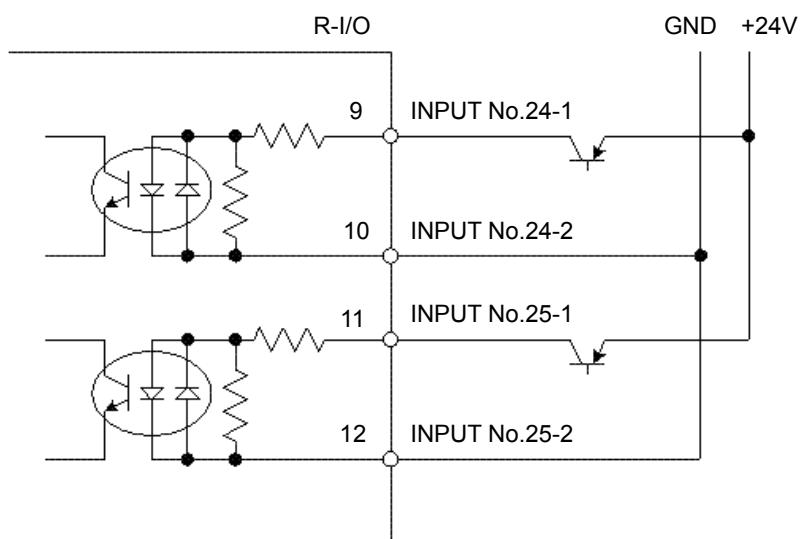 R-I/O GND +24V
9 INPUT No.24-1
10 INPUT No.24-2
11 INPUT No.25-1
12 INPUT No.25-2